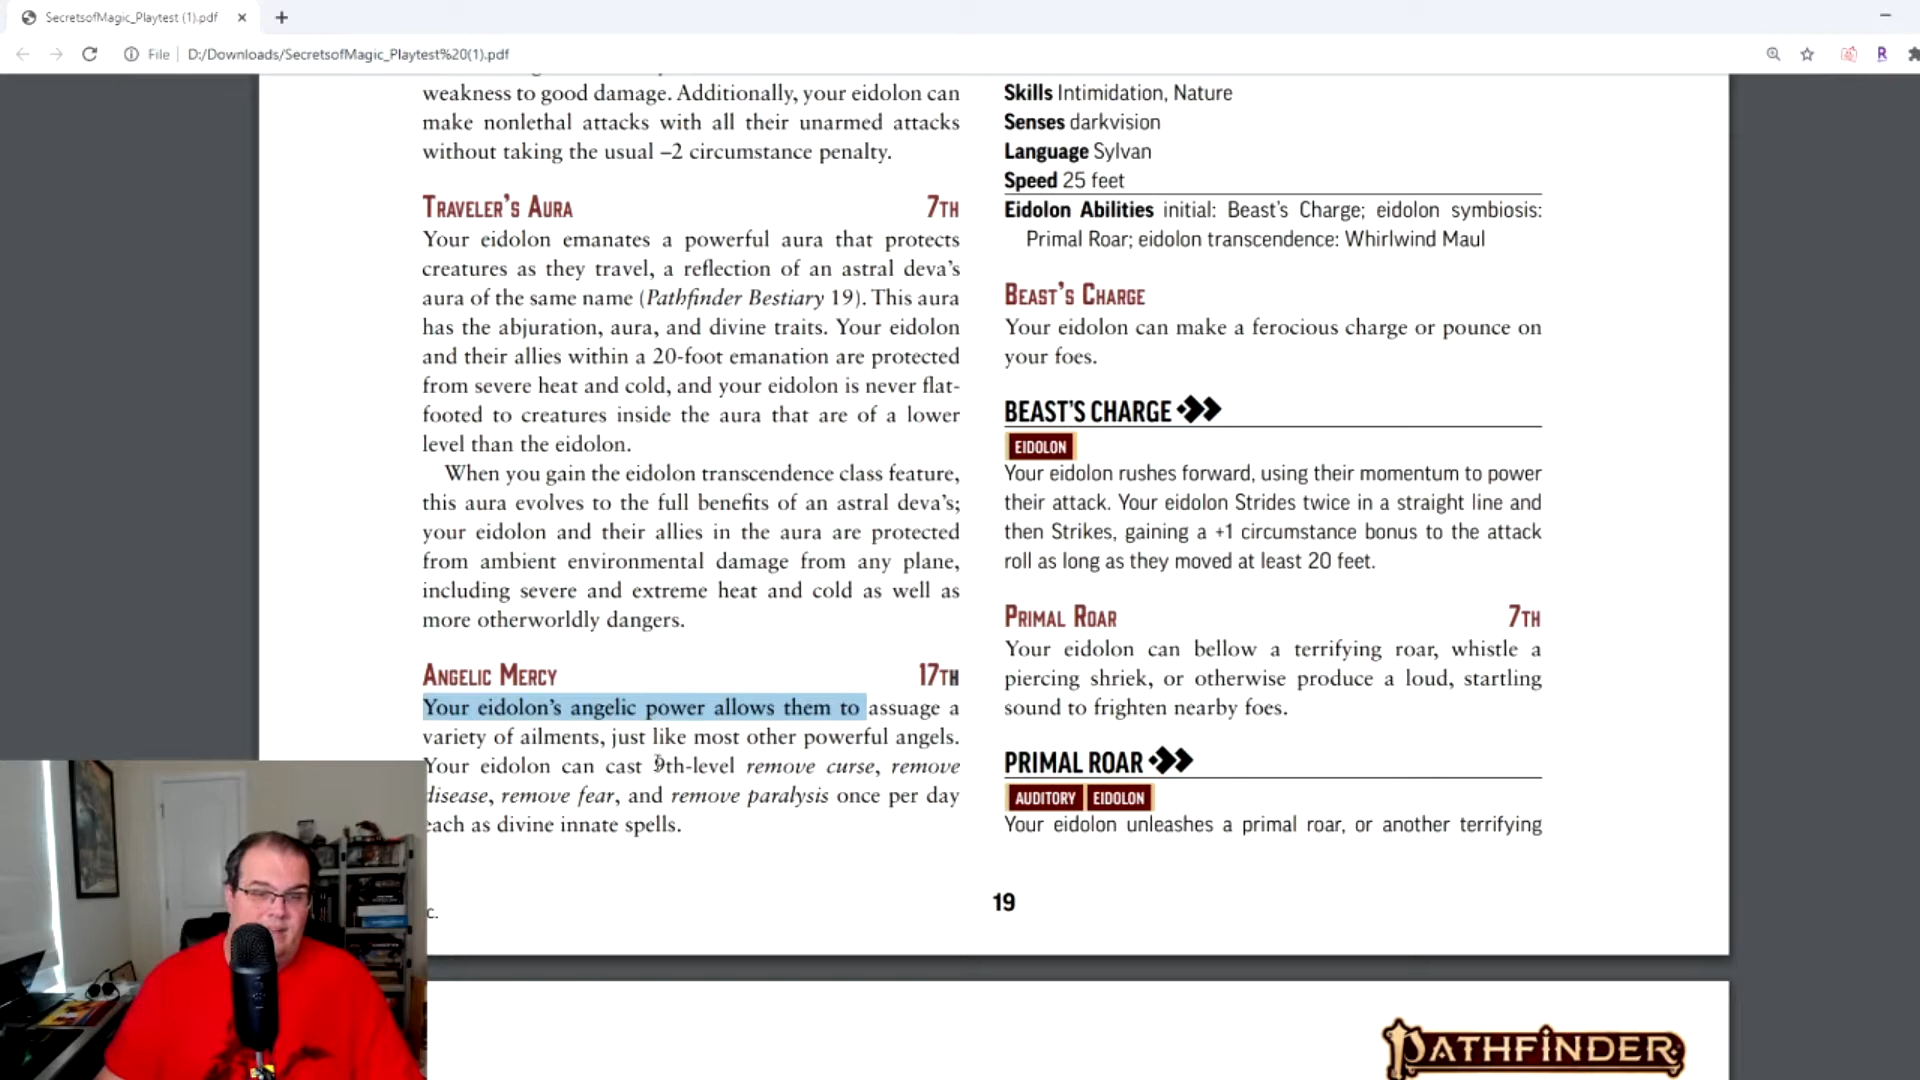 SecretsofMagic_Playtest (1).pdf
File
D:/Downloads/SecretsofMagic_Playtest%20(1).pdf
R
weakness to good damage. Additionally, your eidolon can
make nonlethal attacks with all their unarmed attacks
without taking the usual –2 circumstance penalty.
TRAVELER'S AURA 7TH
Your eidolon emanates a powerful aura that protects
creatures as they travel, a reflection of an astral deva's
aura of the same name (Pathfinder Bestiary 19). This aura
has the abjuration, aura, and divine traits. Your eidolon
and their allies within a 20-foot emanation are protected
from severe heat and cold, and your eidolon is never flat-
footed to creatures inside the aura that are of a lower
level than the eidolon.
When you gain the eidolon transcendence class feature,
this aura evolves to the full benefits of an astral deva's;
your eidolon and their allies in the aura are protected
from ambient environmental damage from any plane,
including severe and extreme heat and cold as well as
more otherworldly dangers.
ANGELIC MERCY 17TH
Your eidolon's angelic power allows them to assuage a
variety of ailments, just like most other powerful angels.
Your eidolon can cast 9th-level remove curse, remove
disease, remove fear, and remove paralysis once per day
each as divine innate spells.
c.
Skills Intimidation, Nature
Senses darkvision
Language Sylvan
Speed 25 feet
Eidolon Abilities initial: Beast's Charge; eidolon symbiosis:
Primal Roar; eidolon transcendence: Whirlwind Maul
BEAST'S CHARGE
Your eidolon can make a ferocious charge or pounce on
your foes.
BEAST'S CHARGE
EIDOLON
Your eidolon rushes forward, using their momentum to power
their attack. Your eidolon Strides twice in a straight line and
then Strikes, gaining a +1 circumstance bonus to the attack
roll as long as they moved at least 20 feet.
PRIMAL ROAR 7TH
Your eidolon can bellow a terrifying roar, whistle a
piercing shriek, or otherwise produce a loud, startling
sound to frighten nearby foes.
PRIMAL ROAR
AUDITORY EIDOLON
Your eidolon unleashes a primal roar, or another terrifying
19
PATHFINDER